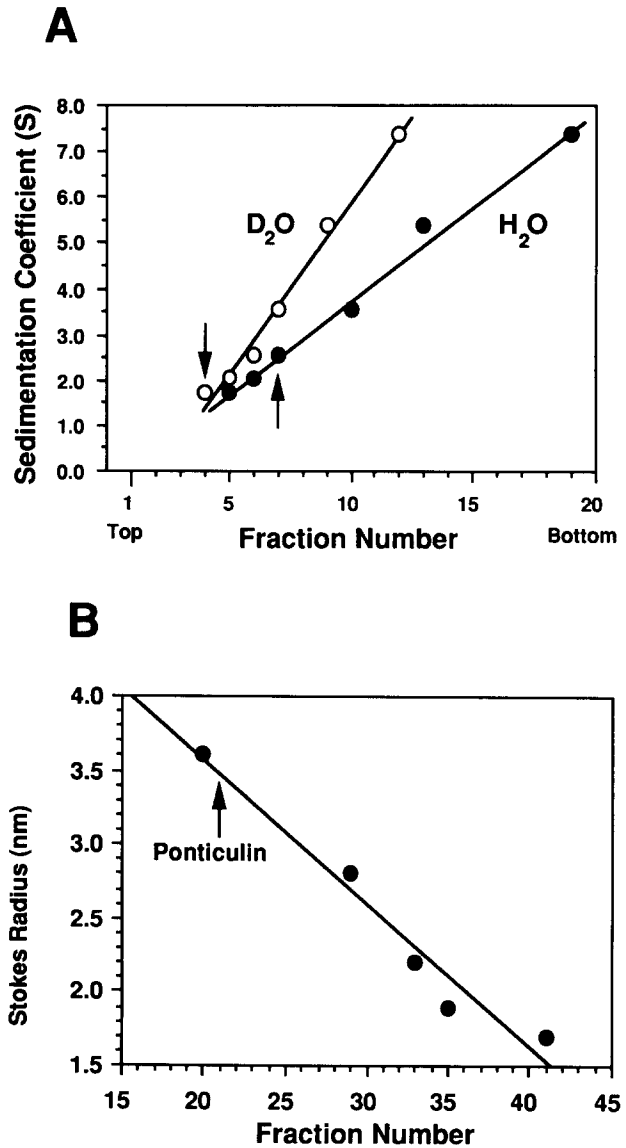 A
Sedimentation Coefficient (S)
8.0
7.0
6.0
5.0
4.0
3.0
2.0
1.0
0.0
D₂O
H₂O
1 5 10 15 20
Top Fraction Number Bottom
B
Stokes Radius (nm)
4.0
3.5
3.0
2.5
2.0
1.5
Ponticulin
15 20 25 30 35 40 45
Fraction Number